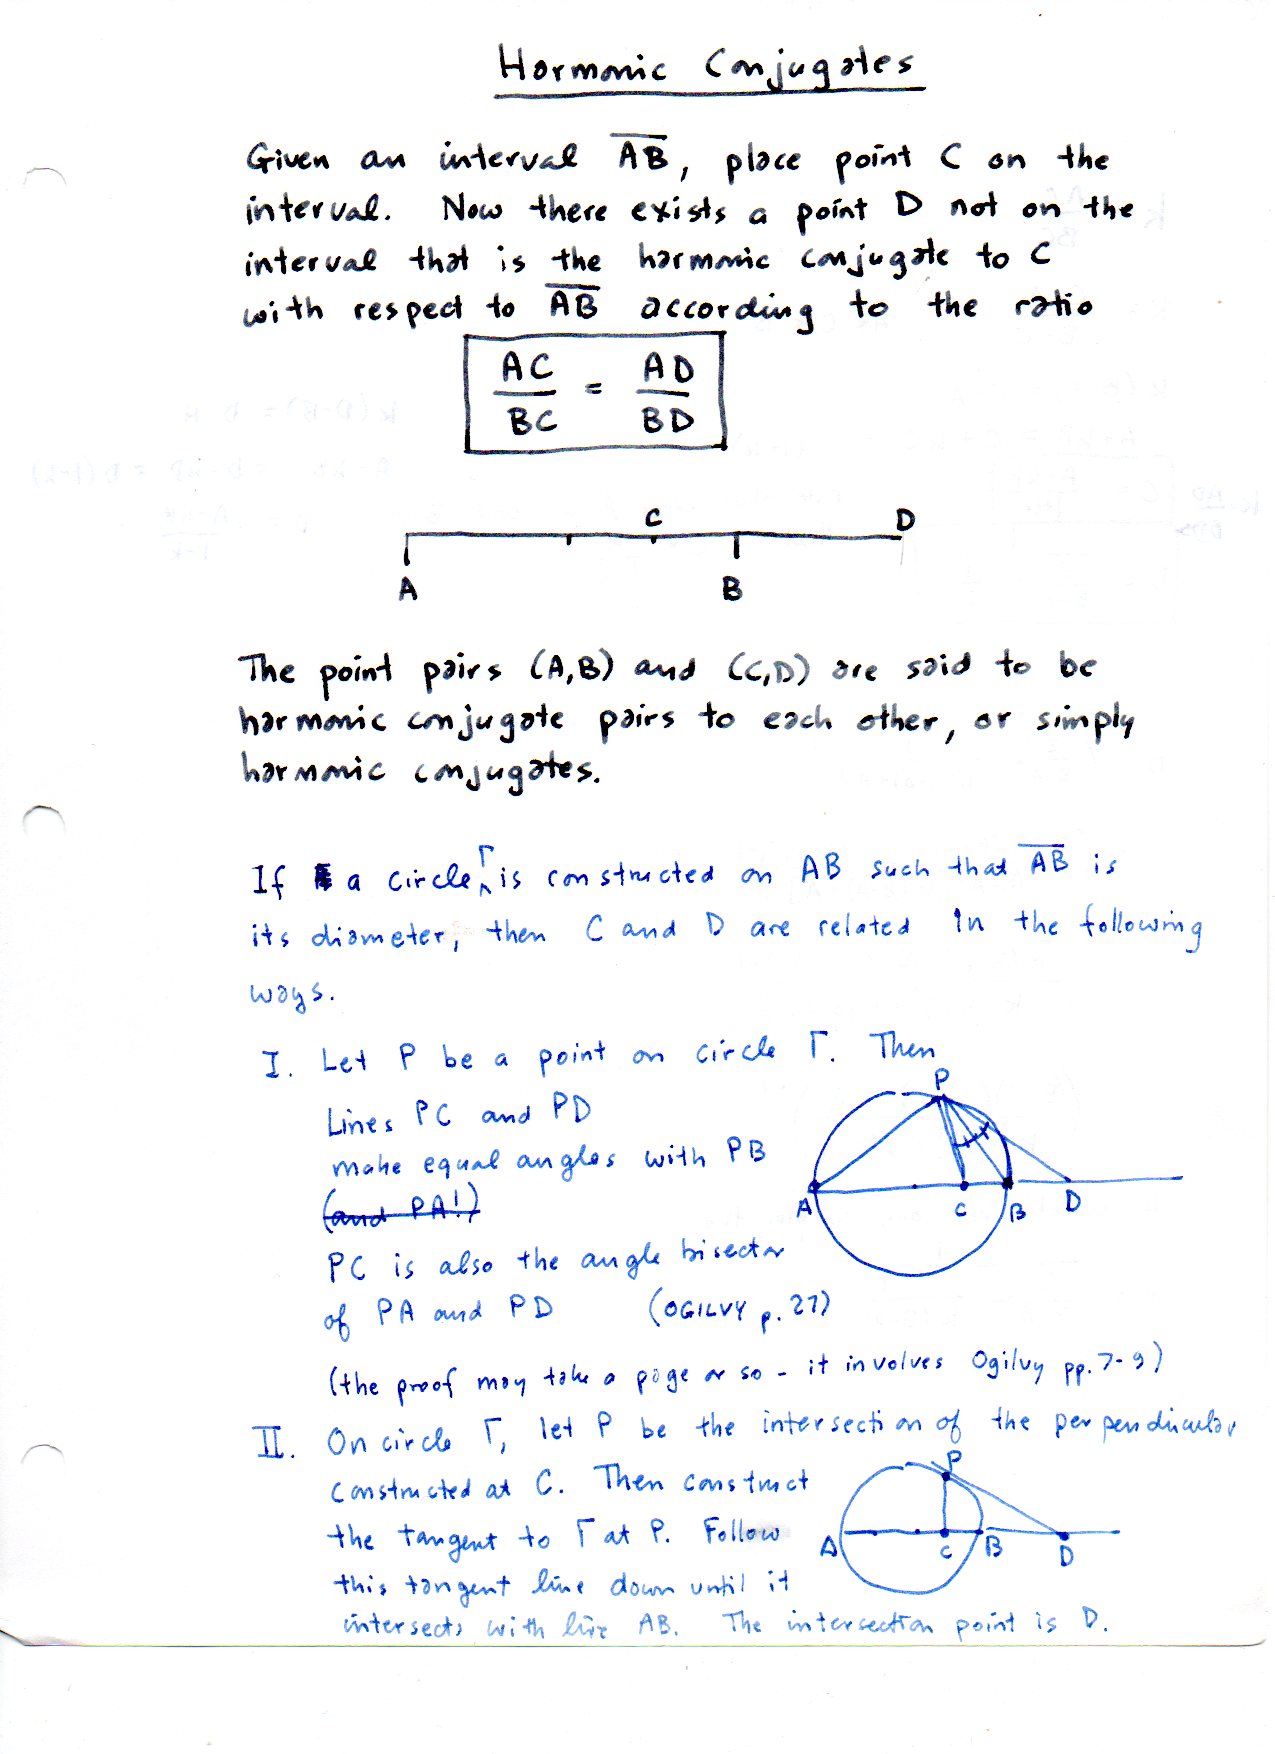 Harmonic Conjugates
Given an interval AB, place point C on the
interval. Now there exists a point D not on the
interval that is the harmonic conjugate to C
with respect to AB according to the ratio
AC/BC = AD/BD
C D
A B
The point pairs (A,B) and (C,D) are said to be
harmonic conjugate pairs to each other, or simply
harmonic conjugates.
If a circle Γ is constructed on AB such that AB is
its diameter, then C and D are related in the following
ways.
I. Let P be a point on circle Γ. Then
Lines PC and PD
make equal angles with PB
(and PA!)
PC is also the angle bisector
of PA and PD (OGILVY p. 27)
P
A C B D
(the proof may take a page or so - it involves Ogilvy pp. 7-9)
II. On circle Γ, let P be the intersection of the perpendicular
constructed at C. Then construct
the tangent to Γ at P. Follow
this tangent line down until it
intersects with line AB. The intersection point is D.
P
A C B D